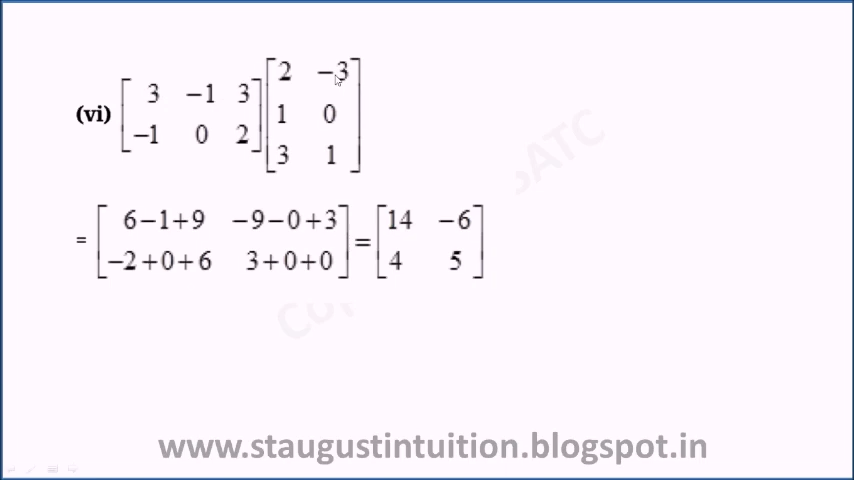 (vi) [3 −1 3; −1 0 2] [2 −3; 1 0; 3 1]
= [6−1+9 −9−0+3; −2+0+6 3+0+0] = [14 −6; 4 5]
www.staugustintuition.blogspot.in